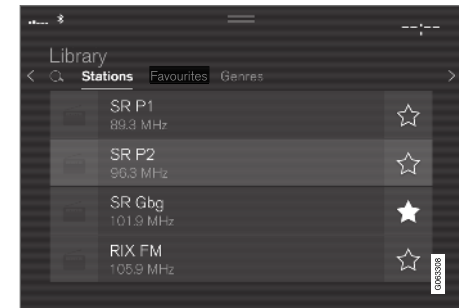 --:--
Library
Stations Favourites Genres
SR P1
89.3 MHz
SR P2
96.3 MHz
SR Gbg
101.9 MHz
RIX FM
105.9 MHz
G063308